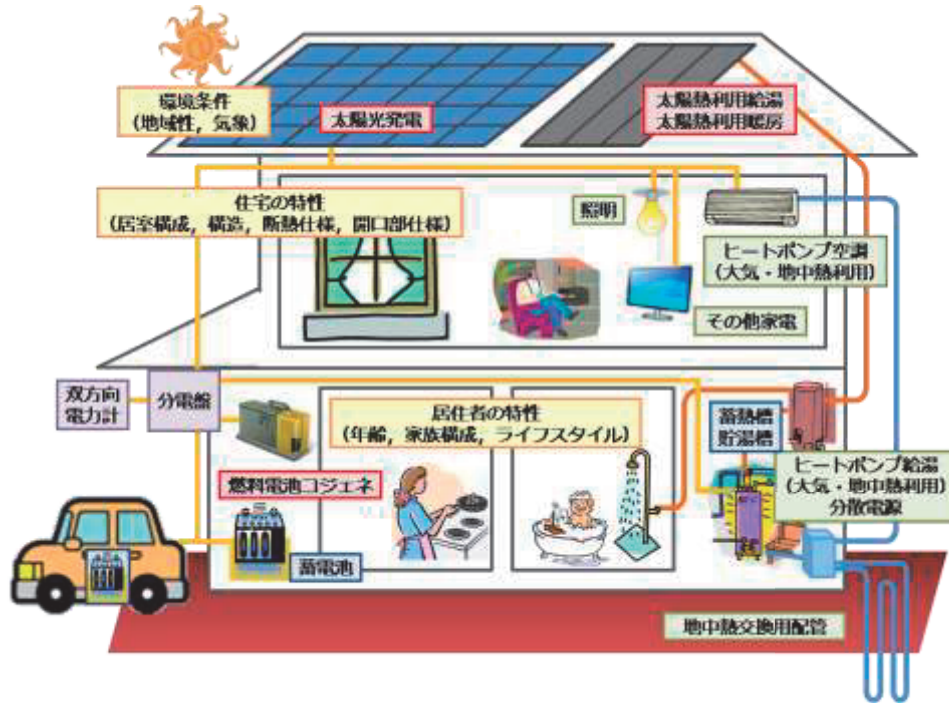 環境条件
(地域性, 気象)
太陽光発電
太陽熱利用給湯
太陽熱利用暖房
住宅の特性
(居室構成, 構造, 断熱仕様, 開口部仕様)
照明
ヒートポンプ空調
(大気・地中熱利用)
その他家電
双方向
電力計
分電盤
居住者の特性
(年齢, 家族構成, ライフスタイル)
蓄熱槽
貯湯槽
燃料電池コジェネ
ヒートポンプ給湯
(大気・地中熱利用)
分散電源
蓄電池
地中熱交換用配管